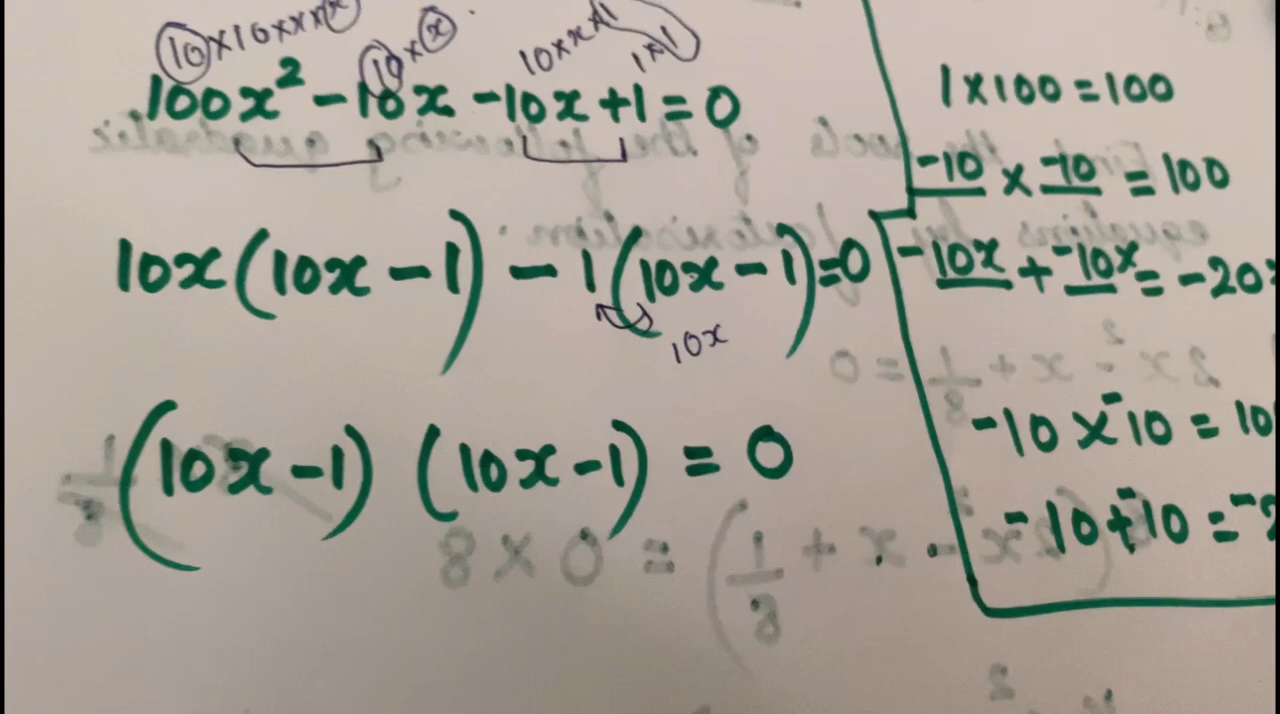 10×10×x×x 10×x 10×x×1 1×1
100x² - 10x - 10x + 1 = 0
10x(10x - 1) - 1(10x - 1) = 0
10x
(10x - 1) (10x - 1) = 0
1 × 100 = 100
-10 × -10 = 100
-10x + -10x = -20x
-10 × -10 = 10
-10 + -10 = -2